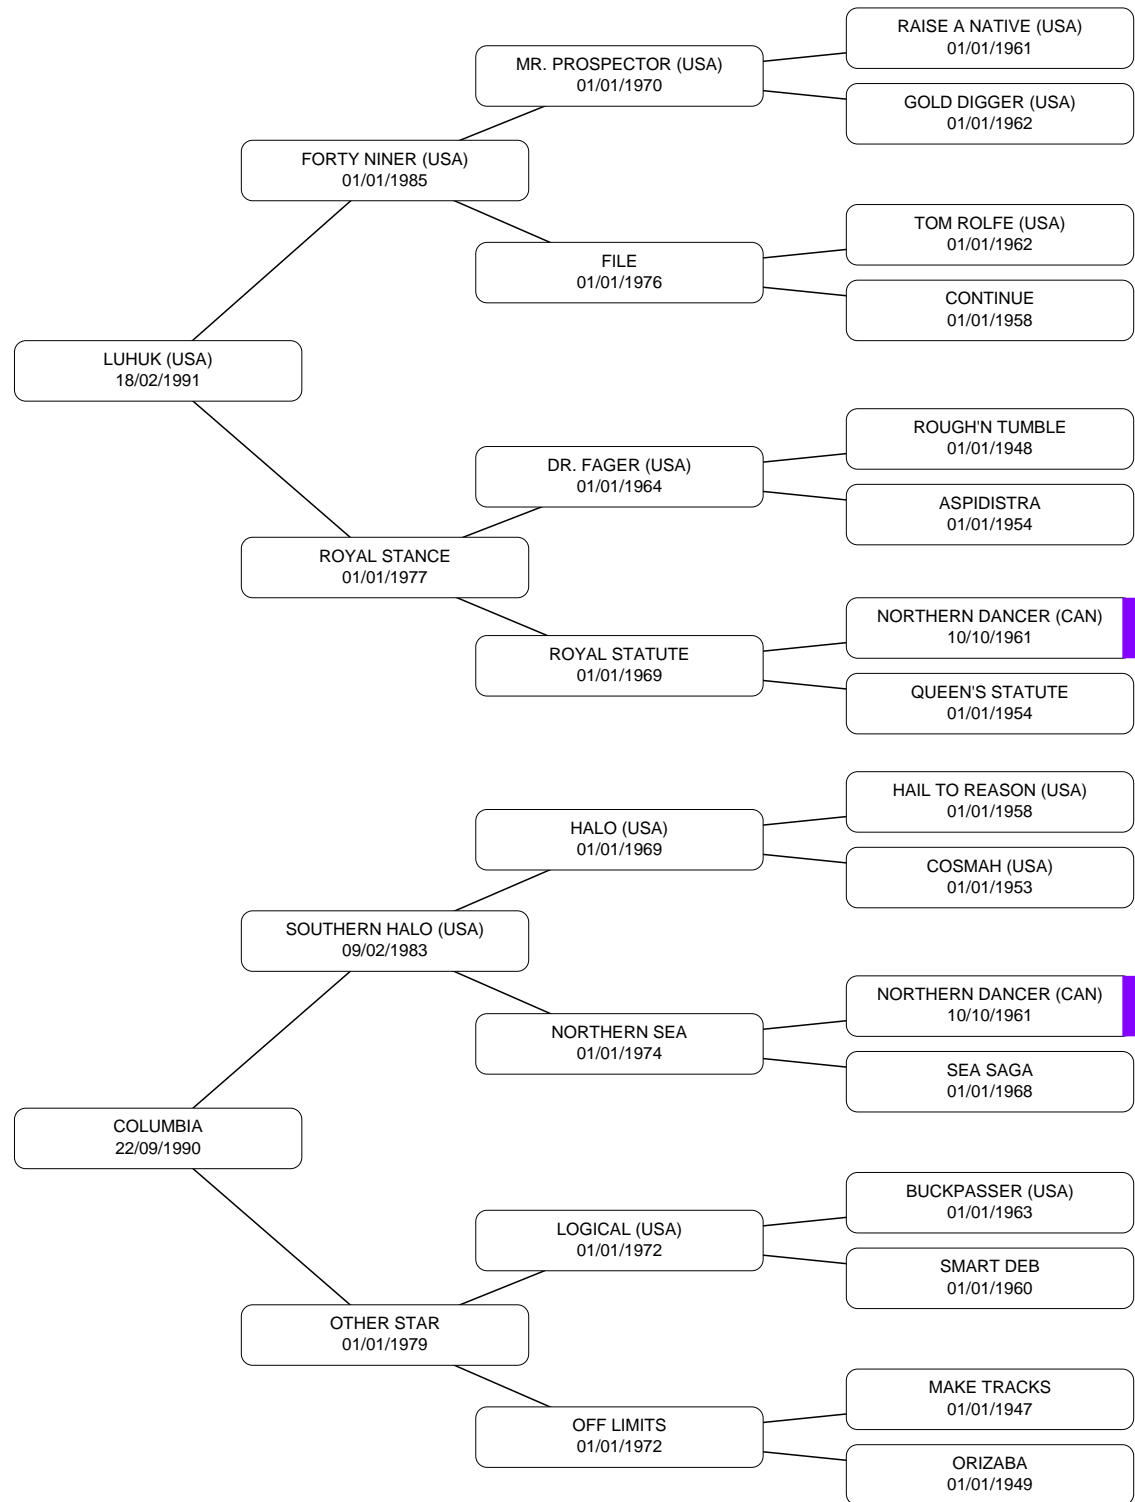 RAISE A NATIVE (USA)
01/01/1961
MR. PROSPECTOR (USA)
01/01/1970
GOLD DIGGER (USA)
01/01/1962
FORTY NINER (USA)
01/01/1985
TOM ROLFE (USA)
01/01/1962
FILE
01/01/1976
CONTINUE
01/01/1958
LUHUK (USA)
18/02/1991
ROUGH'N TUMBLE
01/01/1948
DR. FAGER (USA)
01/01/1964
ASPIDISTRA
01/01/1954
ROYAL STANCE
01/01/1977
NORTHERN DANCER (CAN)
10/10/1961
ROYAL STATUTE
01/01/1969
QUEEN'S STATUTE
01/01/1954
HAIL TO REASON (USA)
01/01/1958
HALO (USA)
01/01/1969
COSMAH (USA)
01/01/1953
SOUTHERN HALO (USA)
09/02/1983
NORTHERN DANCER (CAN)
10/10/1961
NORTHERN SEA
01/01/1974
SEA SAGA
01/01/1968
COLUMBIA
22/09/1990
BUCKPASSER (USA)
01/01/1963
LOGICAL (USA)
01/01/1972
SMART DEB
01/01/1960
OTHER STAR
01/01/1979
MAKE TRACKS
01/01/1947
OFF LIMITS
01/01/1972
ORIZABA
01/01/1949